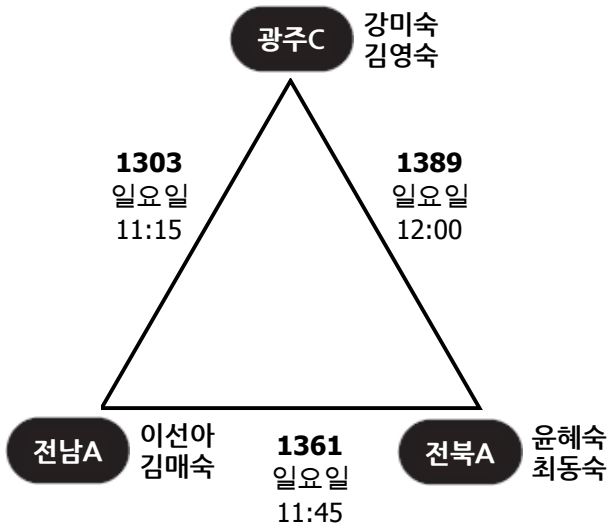 광주C
강미숙
김영숙
1303
일요일
11:15
1389
일요일
12:00
전남A
이선아
김매숙
1361
일요일
11:45
전북A
윤혜숙
최동숙